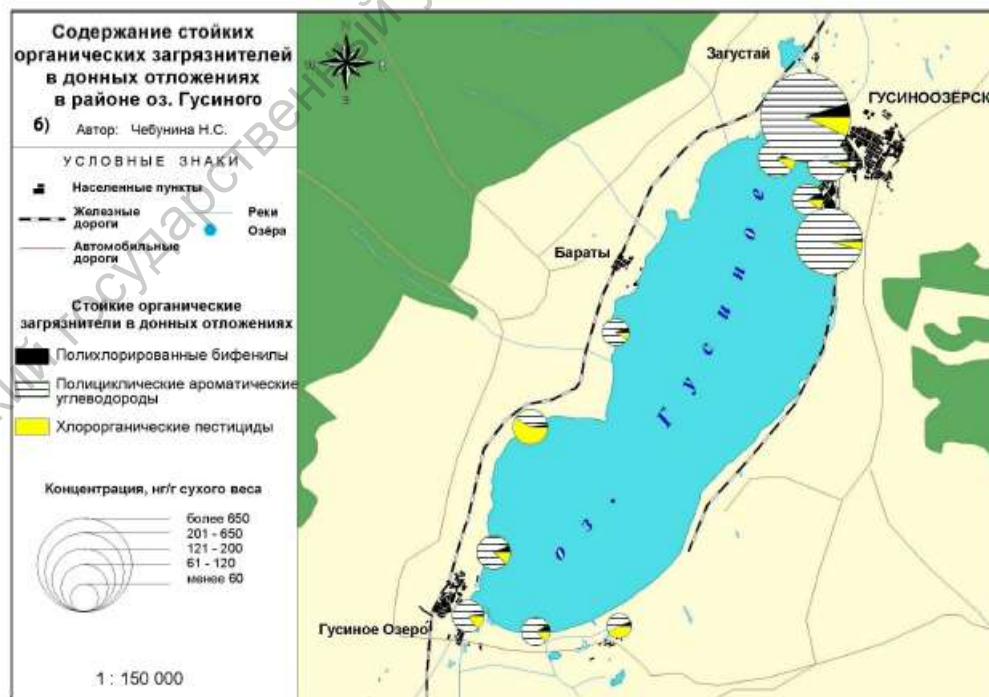 Содержание стойких
органических загрязнителей
в донных отложениях
в районе оз. Гусиного
б) Автор: Чебунина Н.С.
УСЛОВНЫЕ ЗНАКИ
Населенные пункты
Железные
дороги
Реки
Озёра
Автомобильные
дороги
Стойкие органические
загрязнители в донных отложениях
Полихлорированные бифенилы
Полициклические ароматические
углеводороды
Хлорорганические пестициды
Концентрация, нг/г сухого веса
более 650
201 - 650
121 - 200
61 - 120
менее 60
1 : 150 000
Загустай
ГУСИНООЗЁРСК
Бараты
оз. Гусиное
Гусиное Озеро
государственный